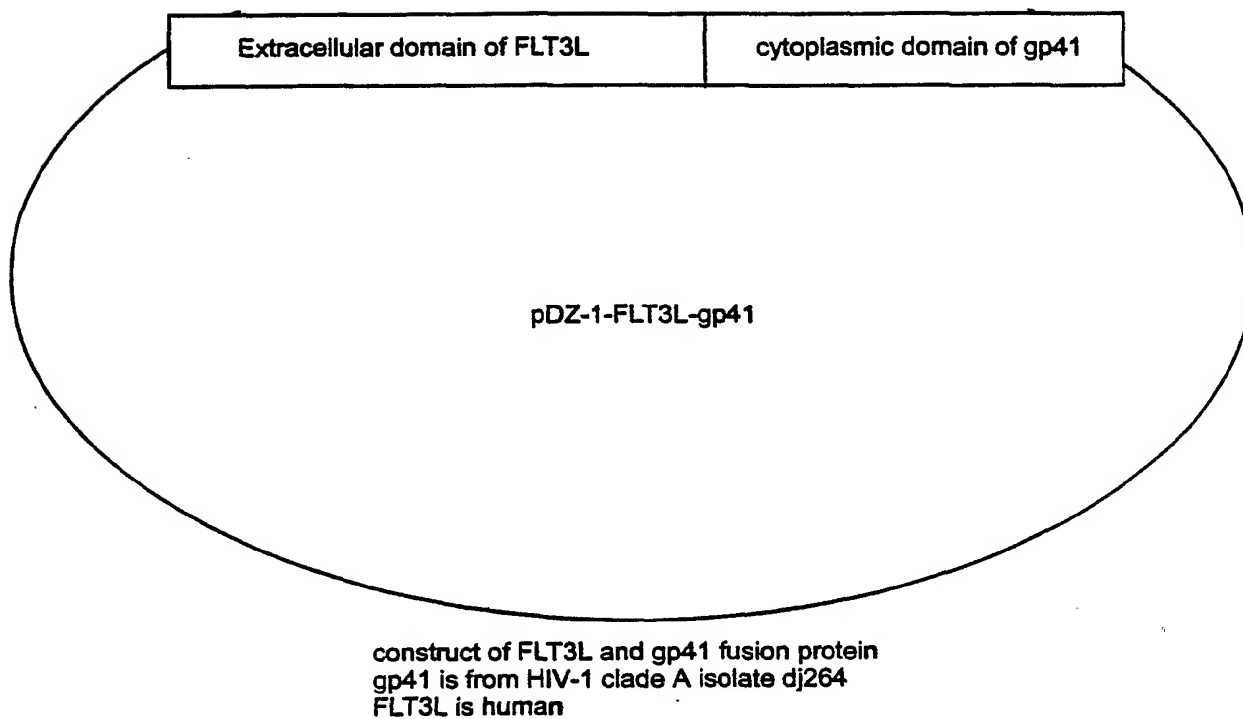 Extracellular domain of FLT3L
cytoplasmic domain of gp41
pDZ-1-FLT3L-gp41
construct of FLT3L and gp41 fusion protein
gp41 is from HIV-1 clade A isolate dj264
FLT3L is human